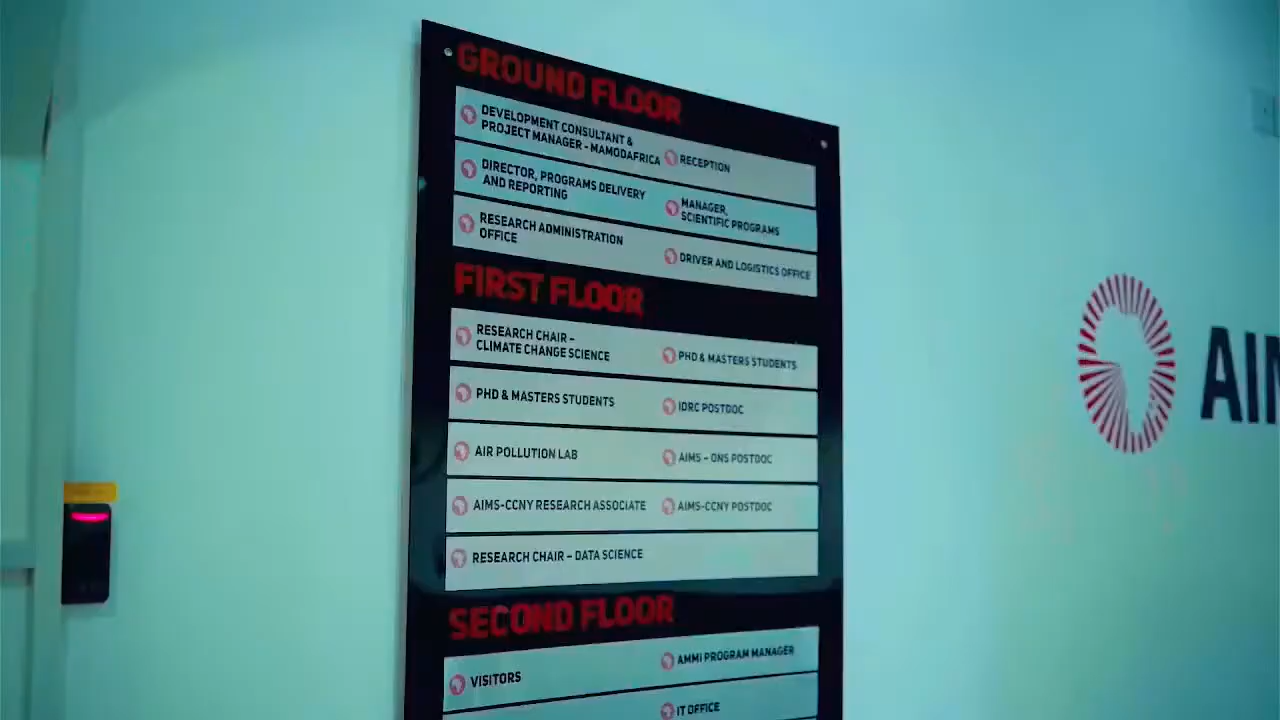 GROUND FLOOR
DEVELOPMENT CONSULTANT &
PROJECT MANAGER - MAMODAFRICA
RECEPTION
DIRECTOR, PROGRAMS DELIVERY
AND REPORTING
MANAGER,
SCIENTIFIC PROGRAMS
RESEARCH ADMINISTRATION
OFFICE
DRIVER AND LOGISTICS OFFICE
FIRST FLOOR
RESEARCH CHAIR –
CLIMATE CHANGE SCIENCE
PHD & MASTERS STUDENTS
PHD & MASTERS STUDENTS
IDRC POSTDOC
AIR POLLUTION LAB
AIMS – ONS POSTDOC
AIMS-CCNY RESEARCH ASSOCIATE
AIMS-CCNY POSTDOC
RESEARCH CHAIR – DATA SCIENCE
SECOND FLOOR
VISITORS
AMMI PROGRAM MANAGER
IT OFFICE